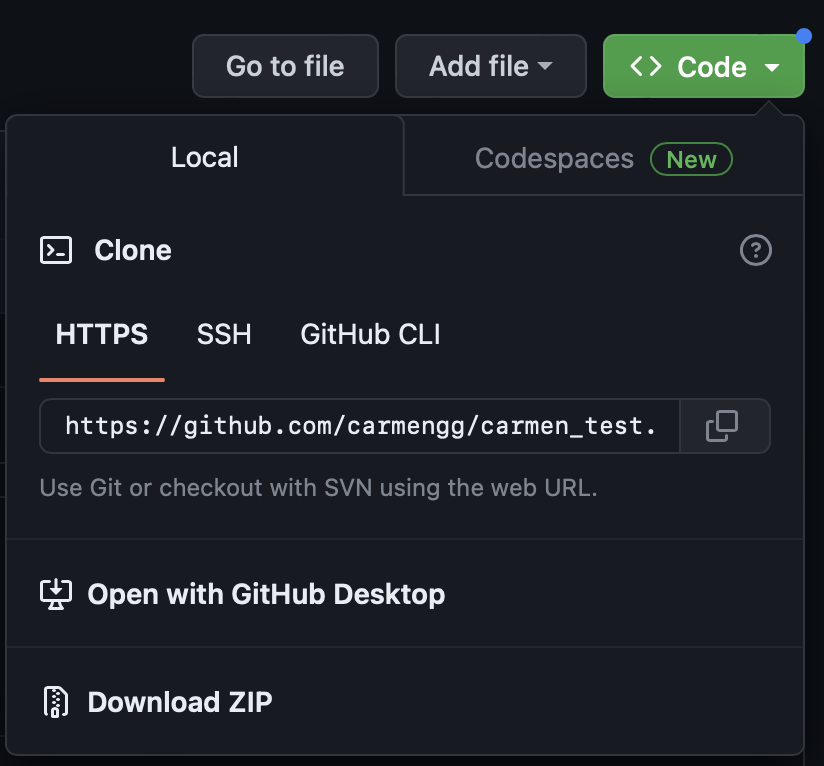 Go to file Add file <> Code
Local Codespaces New
Clone ?
HTTPS SSH GitHub CLI
https://github.com/carmengg/carmen_test.
Use Git or checkout with SVN using the web URL.
Open with GitHub Desktop
Download ZIP